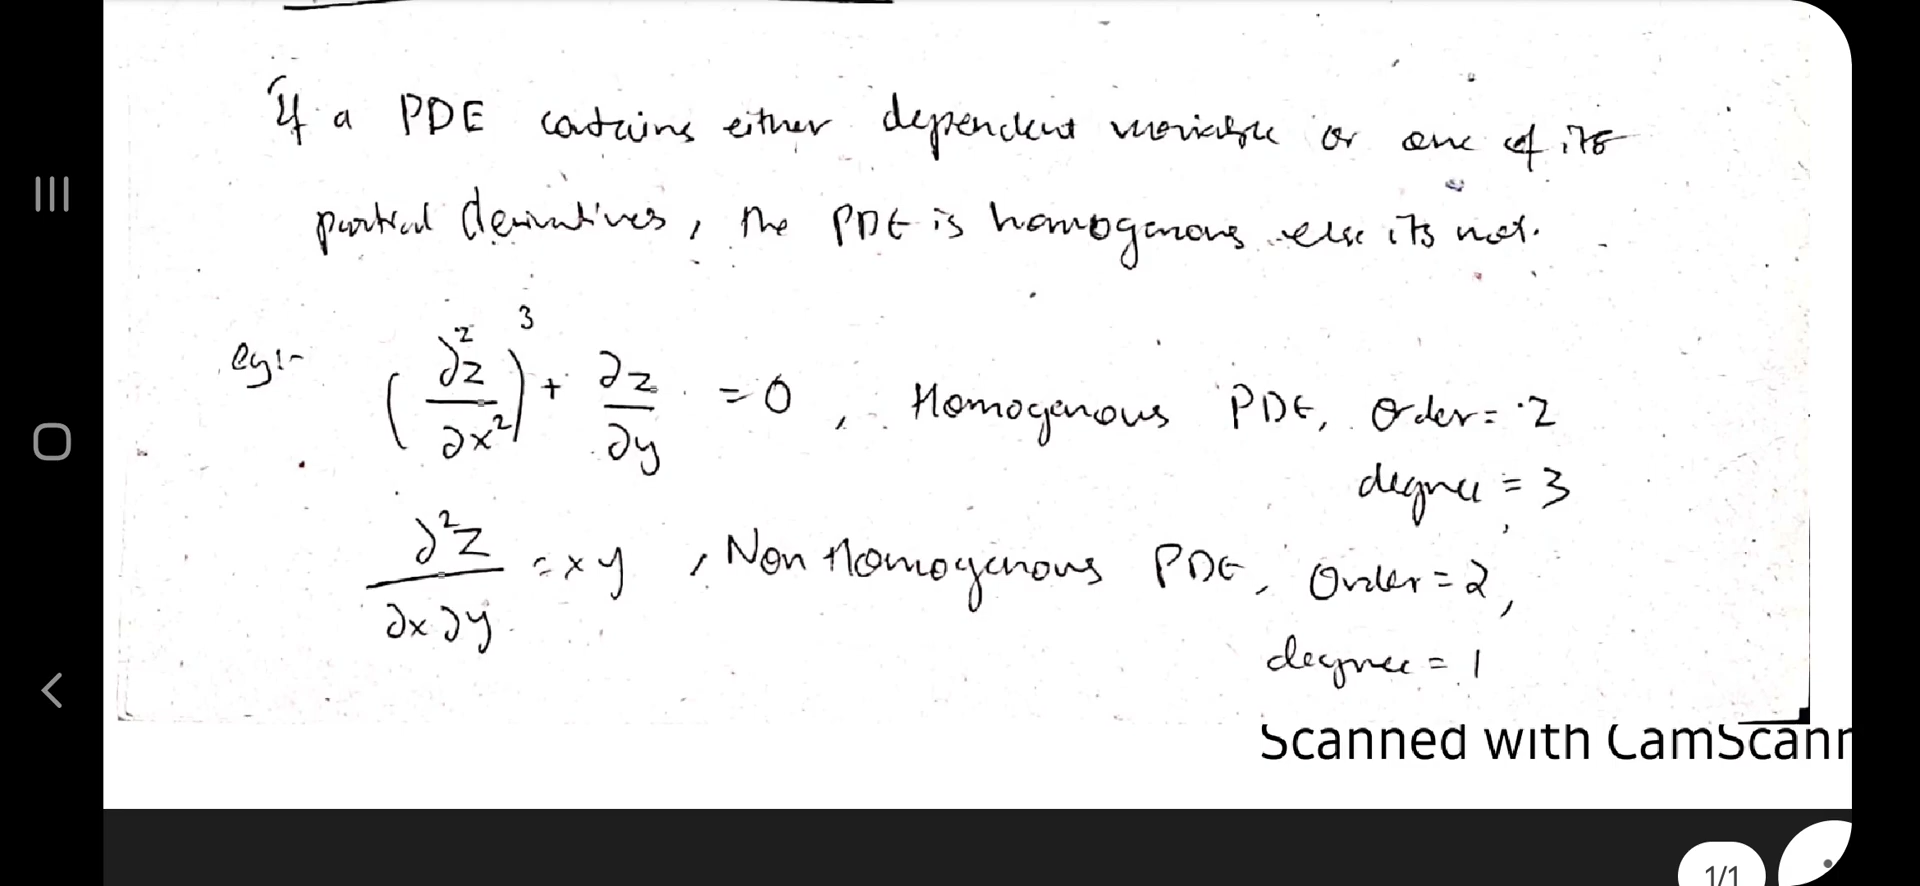 If a PDE contains either dependent variable or one of its
partial derivatives, the PDE is homogenous else its not.
eg:- (∂²z/∂x²)³ + ∂z/∂y = 0, Homogenous PDE, Order = 2
degree = 3
∂²z/∂x∂y = xy, Non Homogenous PDE, Order = 2,
degree = 1
Scanned with CamScann
1/1